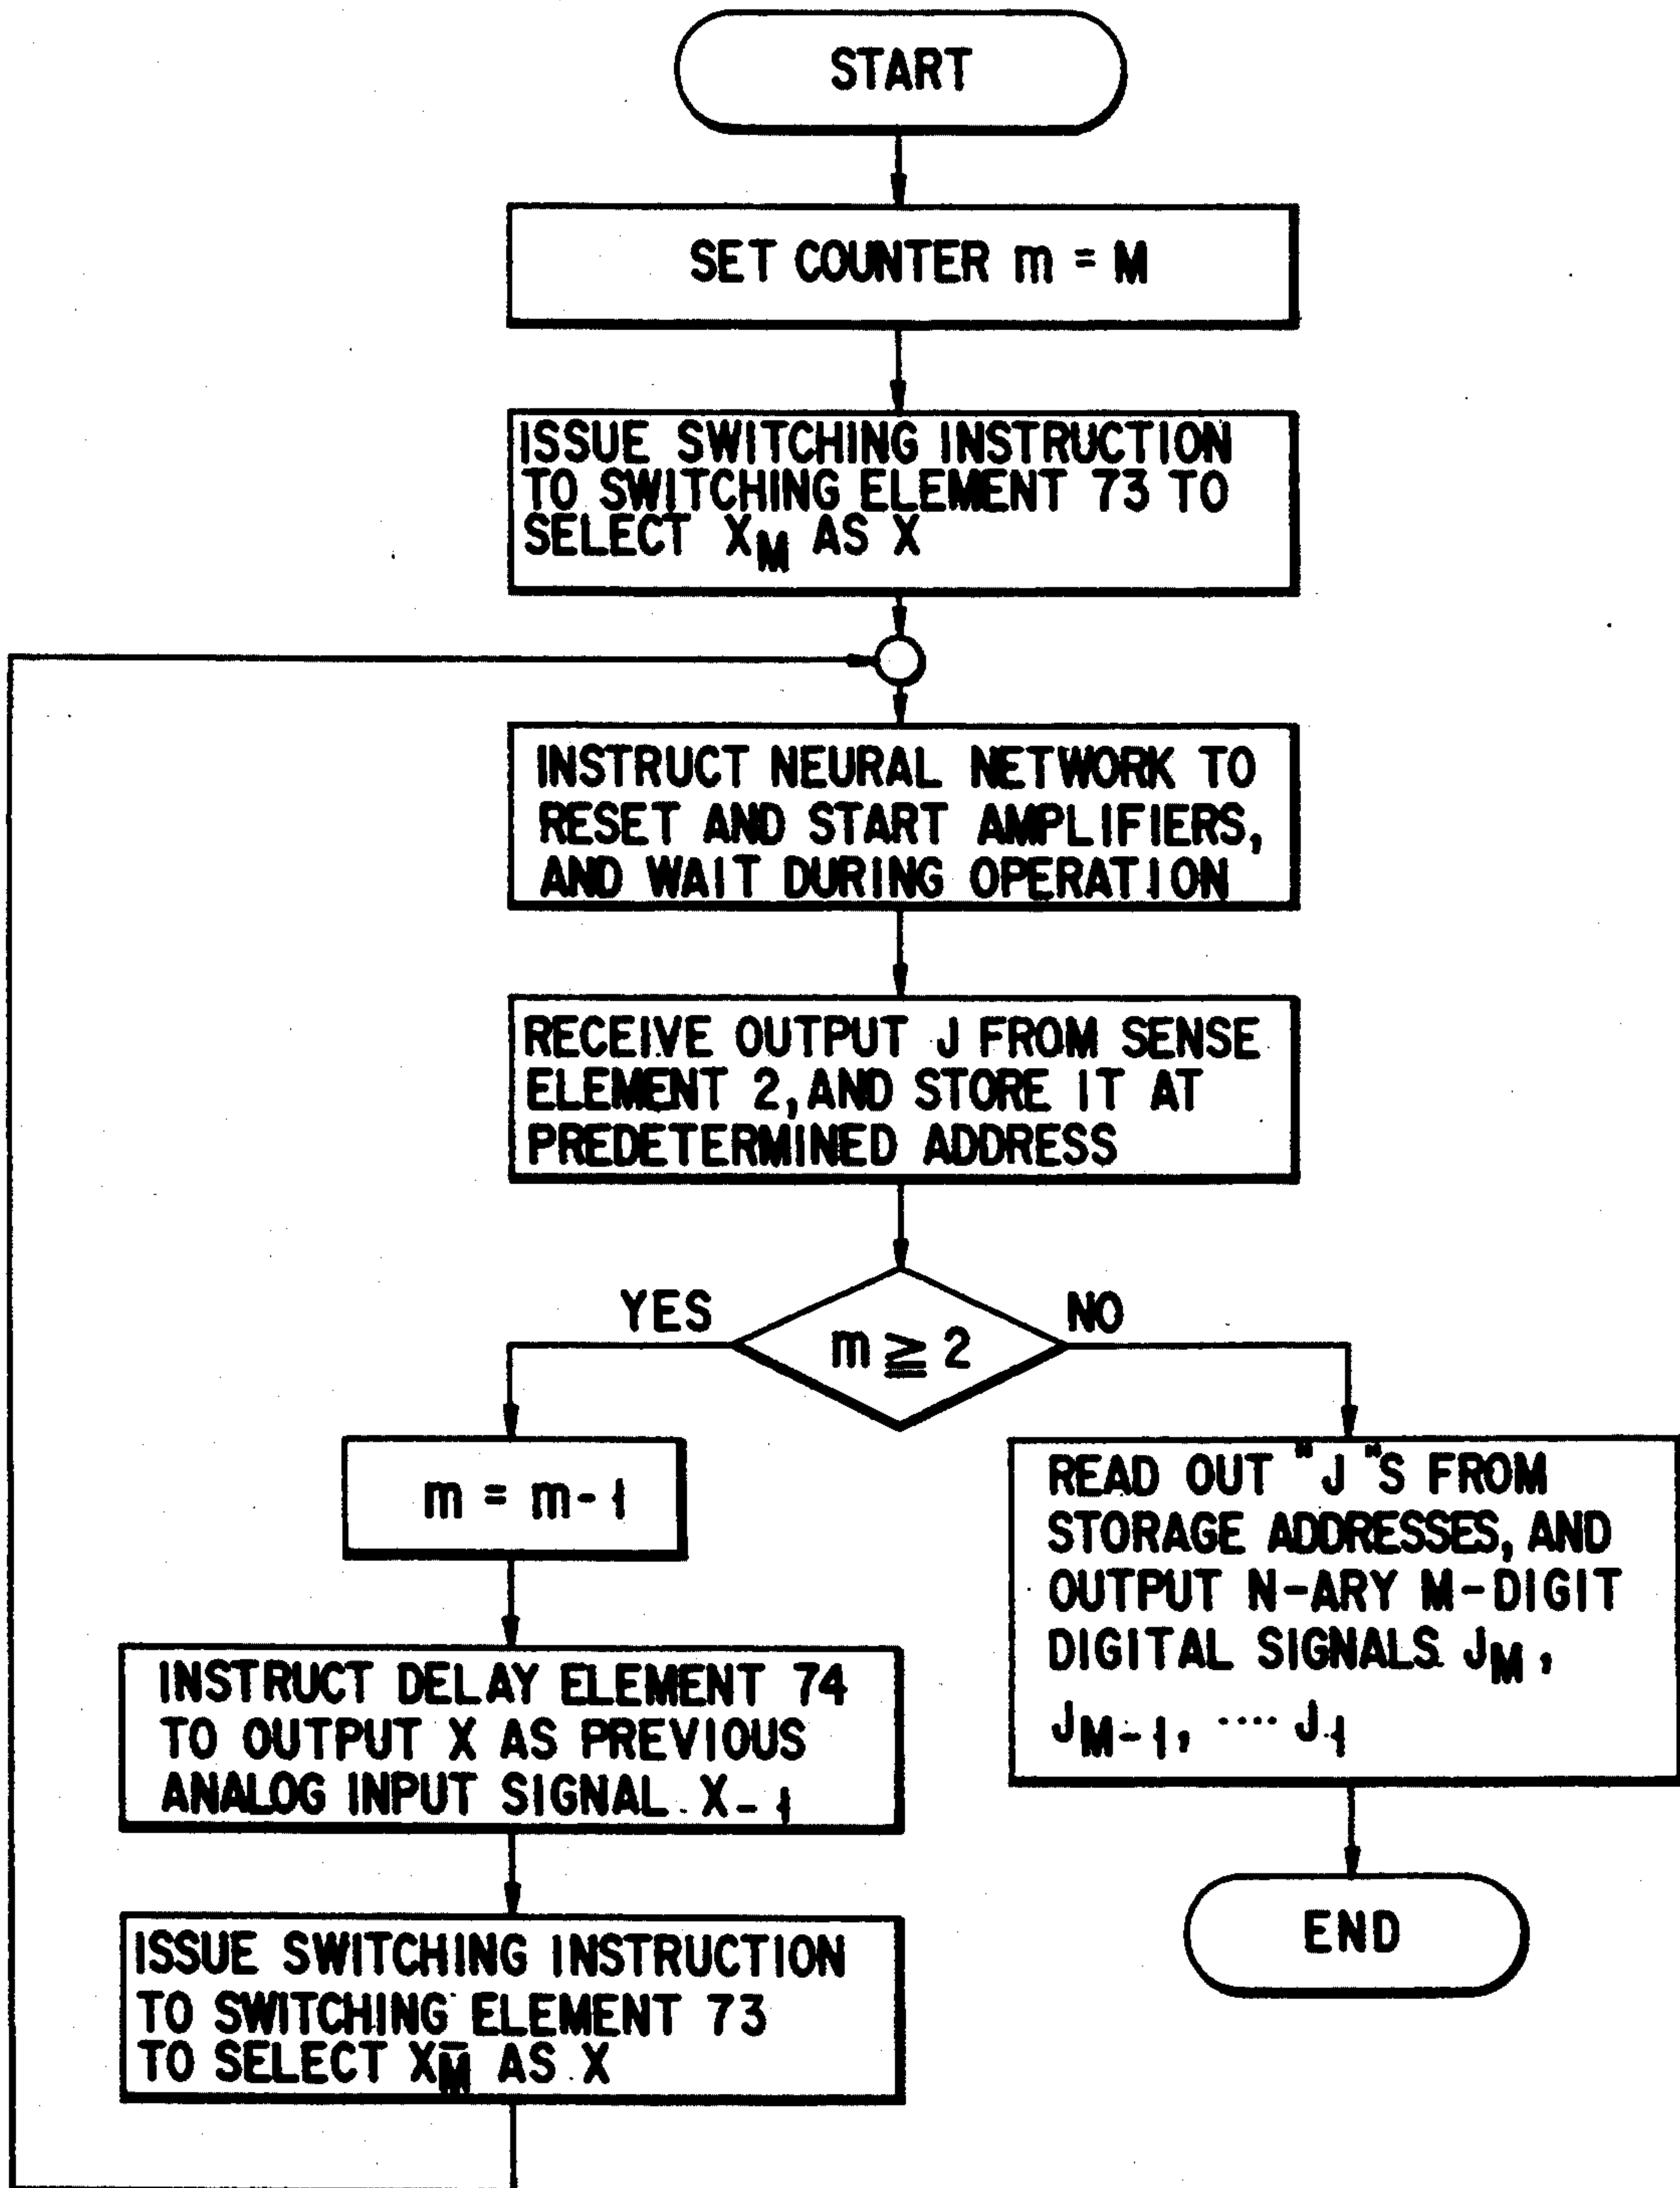 START
SET COUNTER m = M
ISSUE SWITCHING INSTRUCTION
TO SWITCHING ELEMENT 73 TO
SELECT X_M AS X
INSTRUCT NEURAL NETWORK TO
RESET AND START AMPLIFIERS,
AND WAIT DURING OPERATION
RECEIVE OUTPUT J FROM SENSE
ELEMENT 2, AND STORE IT AT
PREDETERMINED ADDRESS
YES
m ≧ 2
NO
m = m-1
READ OUT "J"S FROM
STORAGE ADDRESSES, AND
OUTPUT N-ARY M-DIGIT
DIGITAL SIGNALS J_M,
J_M-1, .... J_1
INSTRUCT DELAY ELEMENT 74
TO OUTPUT X AS PREVIOUS
ANALOG INPUT SIGNAL X_-1
ISSUE SWITCHING INSTRUCTION
TO SWITCHING ELEMENT 73
TO SELECT X_M̅ AS X
END